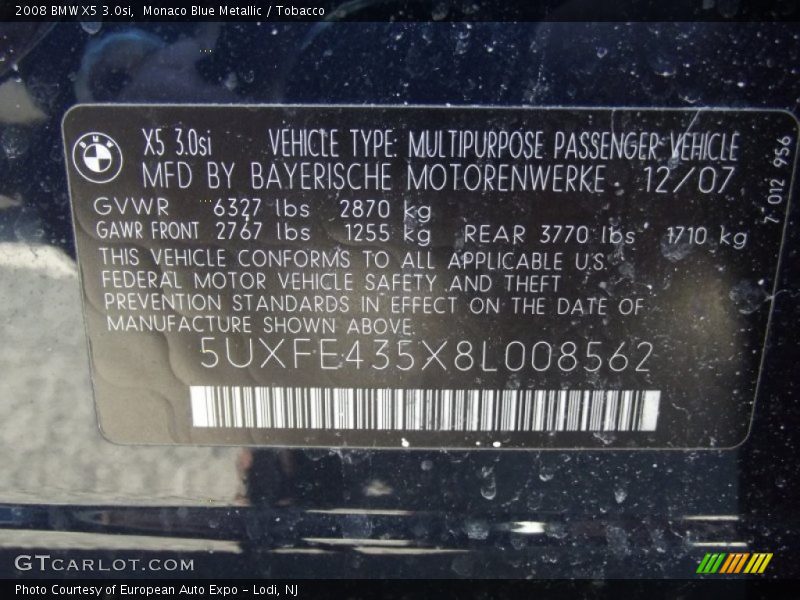 2008 BMW X5 3.0si, Monaco Blue Metallic / Tobacco
BMW
X5 3.0si VEHICLE TYPE: MULTIPURPOSE PASSENGER VEHICLE
MFD BY BAYERISCHE MOTORENWERKE 12/07
GVWR 6327 lbs 2870 kg
GAWR FRONT 2767 lbs 1255 kg REAR 3770 lbs 1710 kg
THIS VEHICLE CONFORMS TO ALL APPLICABLE U.S.
FEDERAL MOTOR VEHICLE SAFETY AND THEFT
PREVENTION STANDARDS IN EFFECT ON THE DATE OF
MANUFACTURE SHOWN ABOVE.
5UXFE435X8L008562
7 012 956
GTCARLOT.COM
Photo Courtesy of European Auto Expo - Lodi, NJ